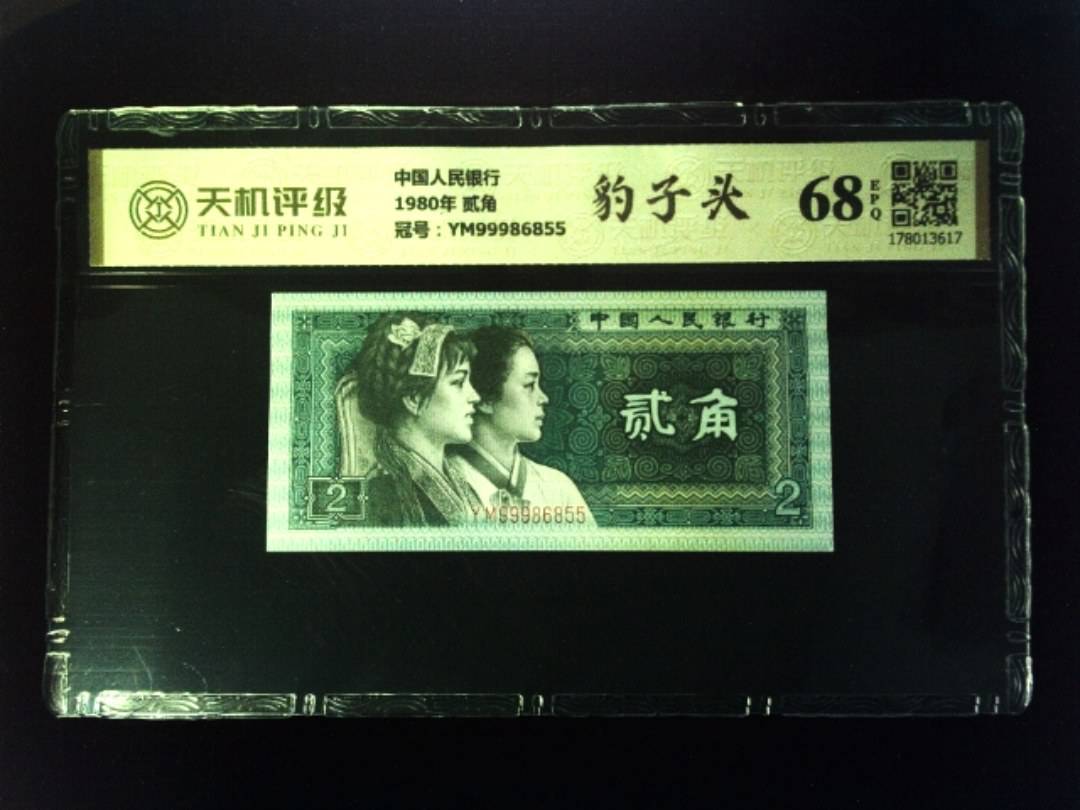 天机评级
TIAN JI PING JI
中国人民银行
1980年 贰角
冠号：YM99986855
豹子头
68
EPQ
178013617
中国人民银行
贰角
2
YM99986855
2